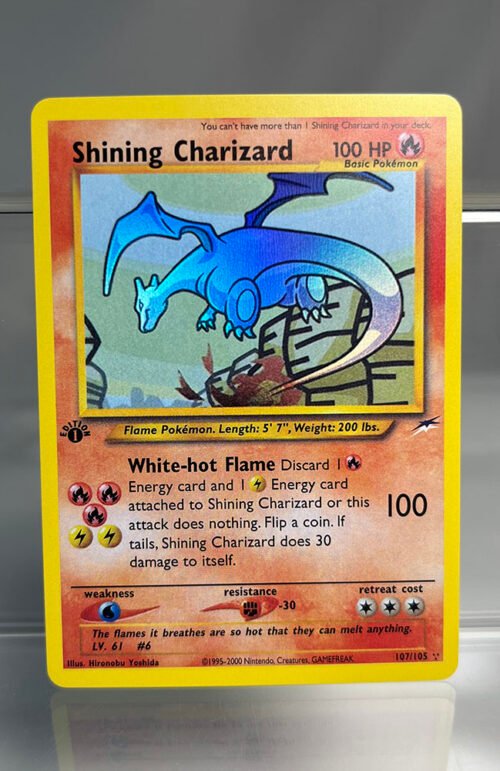 You can't have more than 1 Shining Charizard in your deck.
Shining Charizard 100 HP
Basic Pokémon
EDITION
1
Flame Pokémon. Length: 5' 7", Weight: 200 lbs.
White-hot Flame Discard 1
Energy card and 1 Energy card
attached to Shining Charizard or this
attack does nothing. Flip a coin. If
tails, Shining Charizard does 30
damage to itself.
100
weakness resistance retreat cost
-30
The flames it breathes are so hot that they can melt anything.
LV. 61 #6
Illus. Hironobu Yoshida ©1995-2000 Nintendo, Creatures, GAMEFREAK 107/105